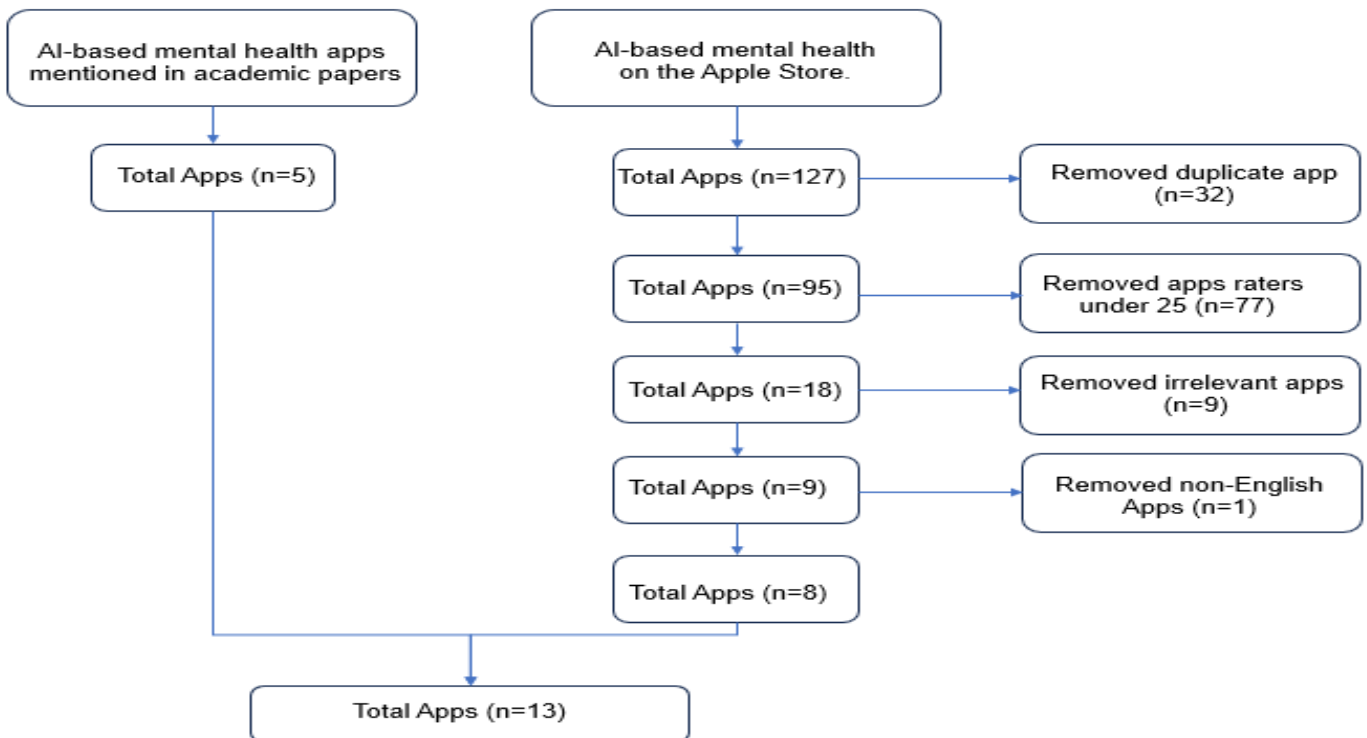 AI-based mental health apps
mentioned in academic papers
AI-based mental health
on the Apple Store.
Total Apps (n=5)
Total Apps (n=127)
Removed duplicate app
(n=32)
Total Apps (n=95)
Removed apps raters
under 25 (n=77)
Total Apps (n=18)
Removed irrelevant apps
(n=9)
Total Apps (n=9)
Removed non-English
Apps (n=1)
Total Apps (n=8)
Total Apps (n=13)